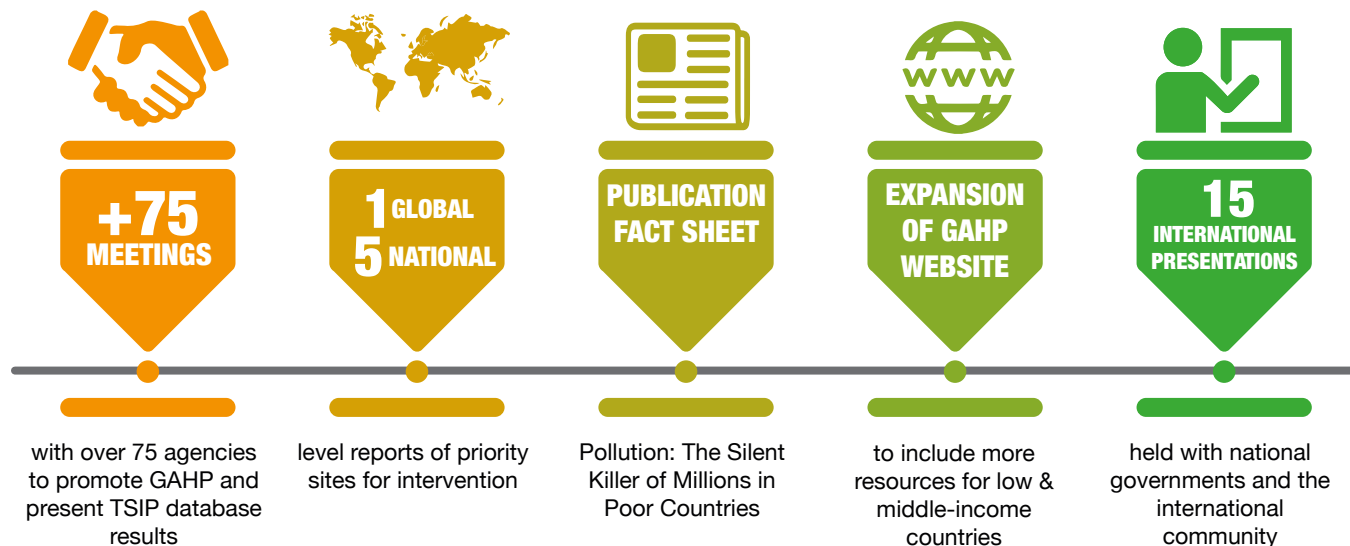 +75
MEETINGS
with over 75 agencies
to promote GAHP and
present TSIP database
results
1 GLOBAL
5 NATIONAL
level reports of priority
sites for intervention
PUBLICATION
FACT SHEET
Pollution: The Silent
Killer of Millions in
Poor Countries
www
EXPANSION
OF GAHP
WEBSITE
to include more
resources for low &
middle-income
countries
15
INTERNATIONAL
PRESENTATIONS
held with national
governments and the
international
community